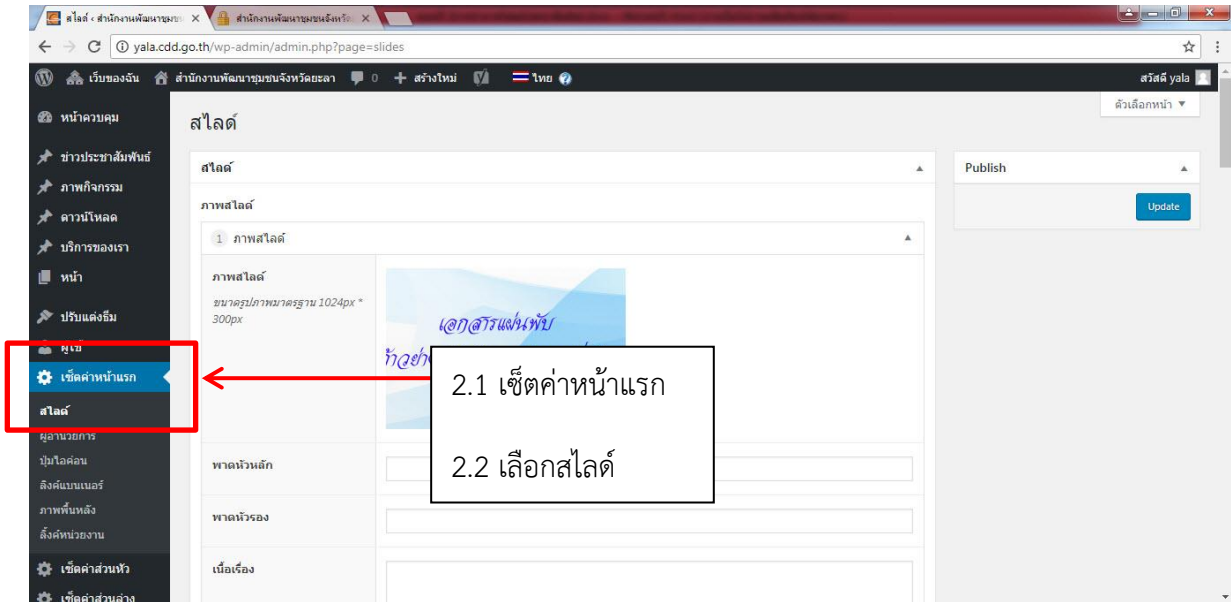 สไลด์ ‹ สำนักงานพัฒนาชุมช
สำนักงานพัฒนาชุมชนจังหวัด
yala.cdd.go.th/wp-admin/admin.php?page=slides
เว็บของฉัน สำนักงานพัฒนาชุมชนจังหวัดยะลา 0 สร้างใหม่ ไทย สวัสดี yala
ตัวเลือกหน้า
หน้าควบคุม
ข่าวประชาสัมพันธ์
ภาพกิจกรรม
ดาวน์โหลด
บริการของเรา
หน้า
ปรับแต่งธีม
ผู้ใช้
เซ็ตค่าหน้าแรก
สไลด์
ผู้อำนวยการ
ปุ่มไอค่อน
ลิงค์แบนเนอร์
ภาพพื้นหลัง
ลิ้งค์หน่วยงาน
เซ็ตค่าส่วนหัว
เซ็ตค่าส่วนล่าง
สไลด์
สไลด์
ภาพสไลด์
1 ภาพสไลด์
ภาพสไลด์
ขนาดรูปภาพมาตรฐาน 1024px *
300px
เอกสารแผ่นพับ
พาดหัวหลัก
พาดหัวรอง
เนื้อเรื่อง
Publish
Update
2.1 เซ็ตค่าหน้าแรก
2.2 เลือกสไลด์